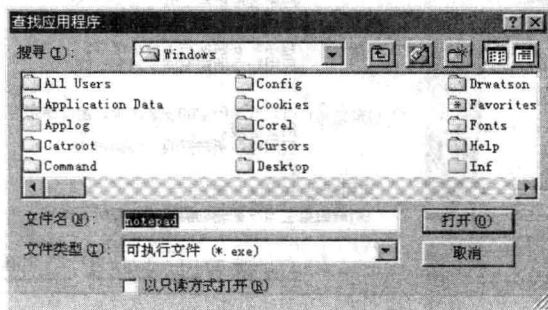 查找应用程序
搜寻(I): Windows
All Users Config Drwatson
Application Data Cookies Favorites
Applog Corel Fonts
Catroot Cursors Help
Command Desktop Inf
文件名(N): notepad 打开(O)
文件类型(T): 可执行文件 (*.exe) 取消
以只读方式打开(R)